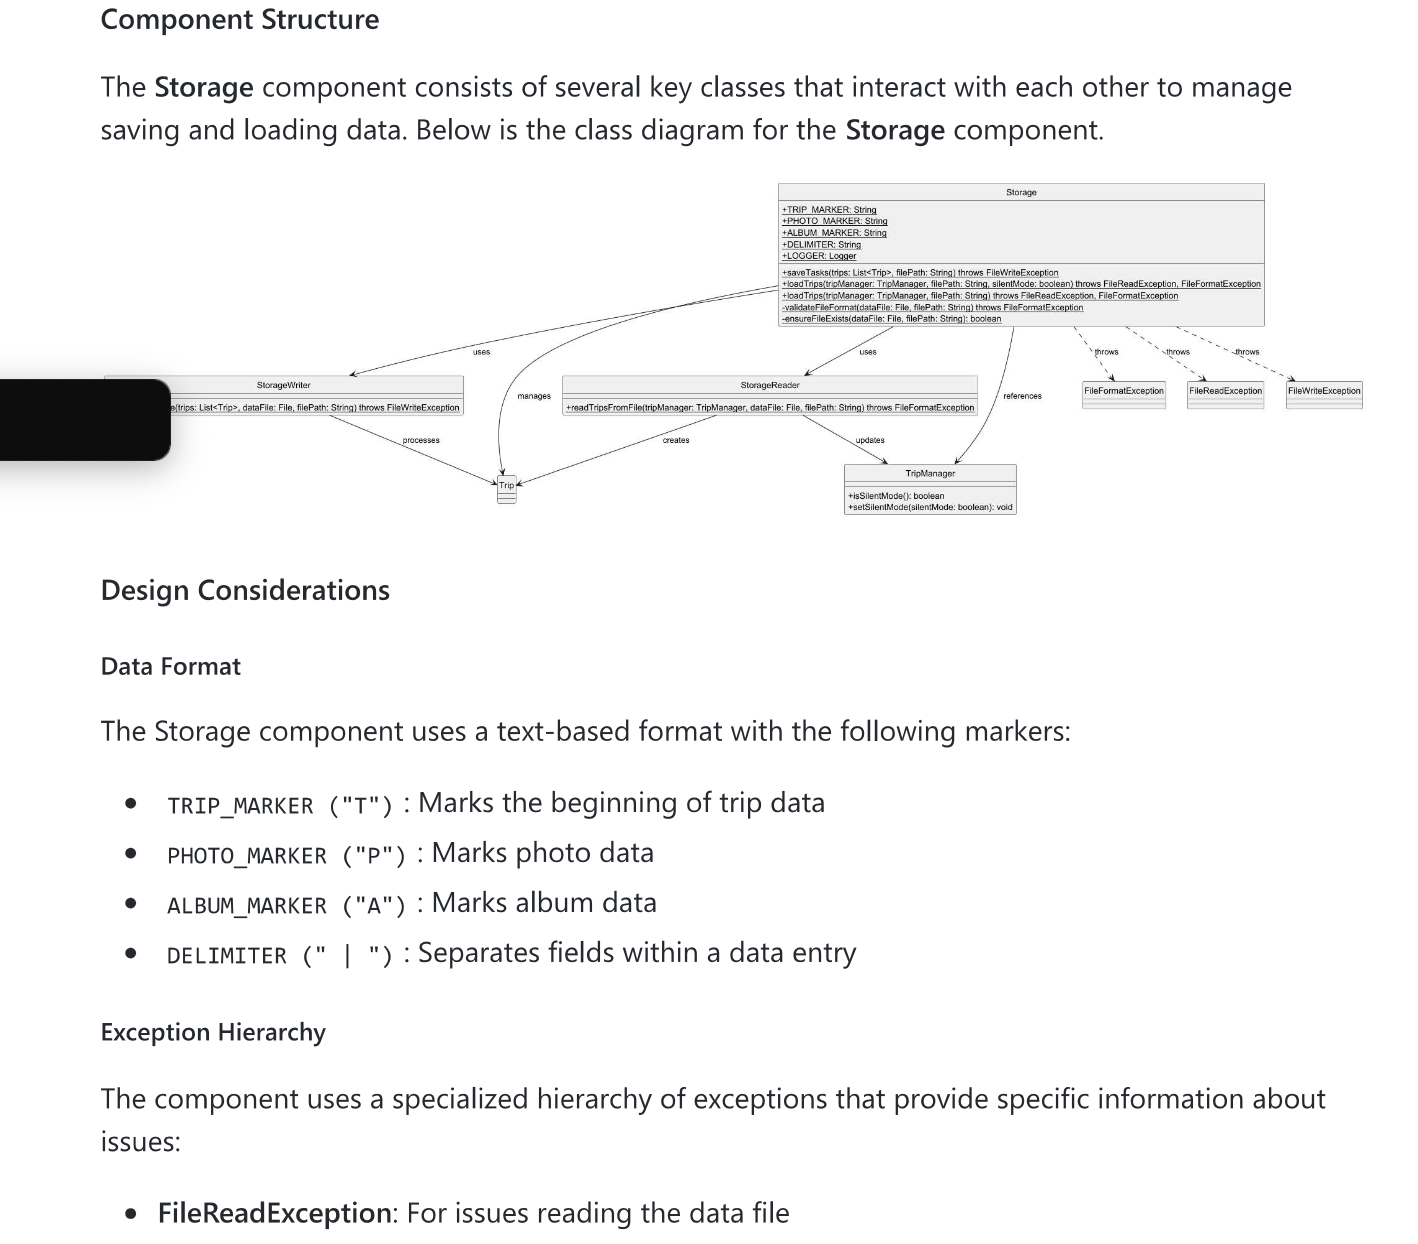 Component Structure
The Storage component consists of several key classes that interact with each other to manage
saving and loading data. Below is the class diagram for the Storage component.
Storage
+TRIP_MARKER: String
+PHOTO_MARKER: String
+ALBUM_MARKER: String
+DELIMITER: String
+LOGGER: Logger
+saveTasks(trips: List<Trip>, filePath: String) throws FileWriteException
+loadTrips(tripManager: TripManager, filePath: String, silentMode: boolean) throws FileReadException, FileFormatException
+loadTrips(tripManager: TripManager, filePath: String) throws FileReadException, FileFormatException
-validateFileFormat(dataFile: File, filePath: String) throws FileFormatException
-ensureFileExists(dataFile: File, filePath: String): boolean
uses
uses
throws
throws
throws
StorageWriter
(trips: List<Trip>, dataFile: File, filePath: String) throws FileWriteException
manages
StorageReader
+readTripsFromFile(tripManager: TripManager, dataFile: File, filePath: String) throws FileFormatException
references
FileFormatException
FileReadException
FileWriteException
processes
creates
updates
Trip
TripManager
+isSilentMode(): boolean
+setSilentMode(silentMode: boolean): void
Design Considerations
Data Format
The Storage component uses a text-based format with the following markers:
• TRIP_MARKER ("T") : Marks the beginning of trip data
• PHOTO_MARKER ("P") : Marks photo data
• ALBUM_MARKER ("A") : Marks album data
• DELIMITER (" | ") : Separates fields within a data entry
Exception Hierarchy
The component uses a specialized hierarchy of exceptions that provide specific information about
issues:
• FileReadException: For issues reading the data file